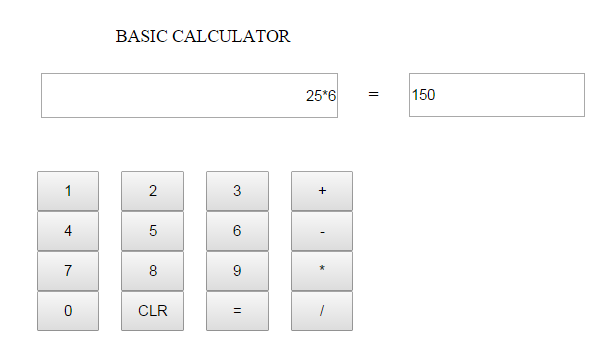 BASIC CALCULATOR
25*6 = 150
1 2 3 +
4 5 6 -
7 8 9 *
0 CLR = /